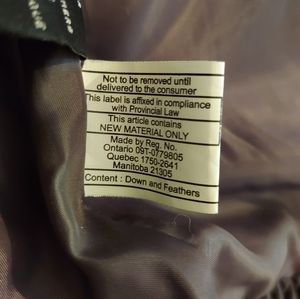 Not to be removed until
delivered to the consumer
This label is affixed in compliance
with Provincial Law
This article contains
NEW MATERIAL ONLY
Made by Reg. No.
Ontario 09T-0779805
Quebec 1750-2641
Manitoba 21305
Content : Down and Feathers